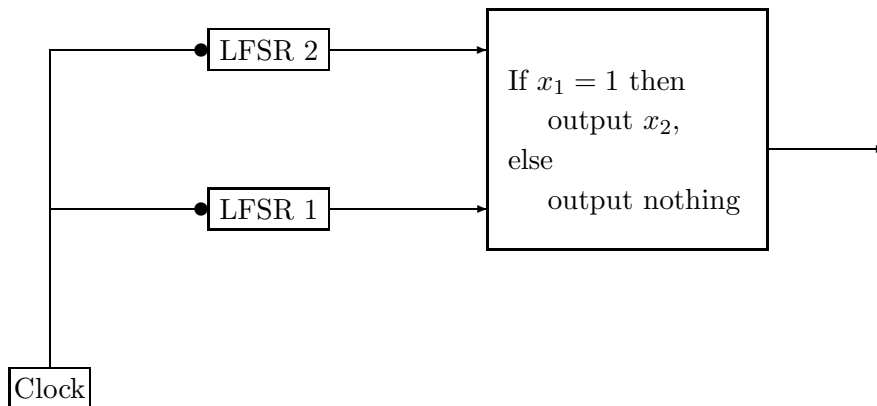 LFSR 2
If x₁ = 1 then
output x₂,
else
output nothing
LFSR 1
Clock